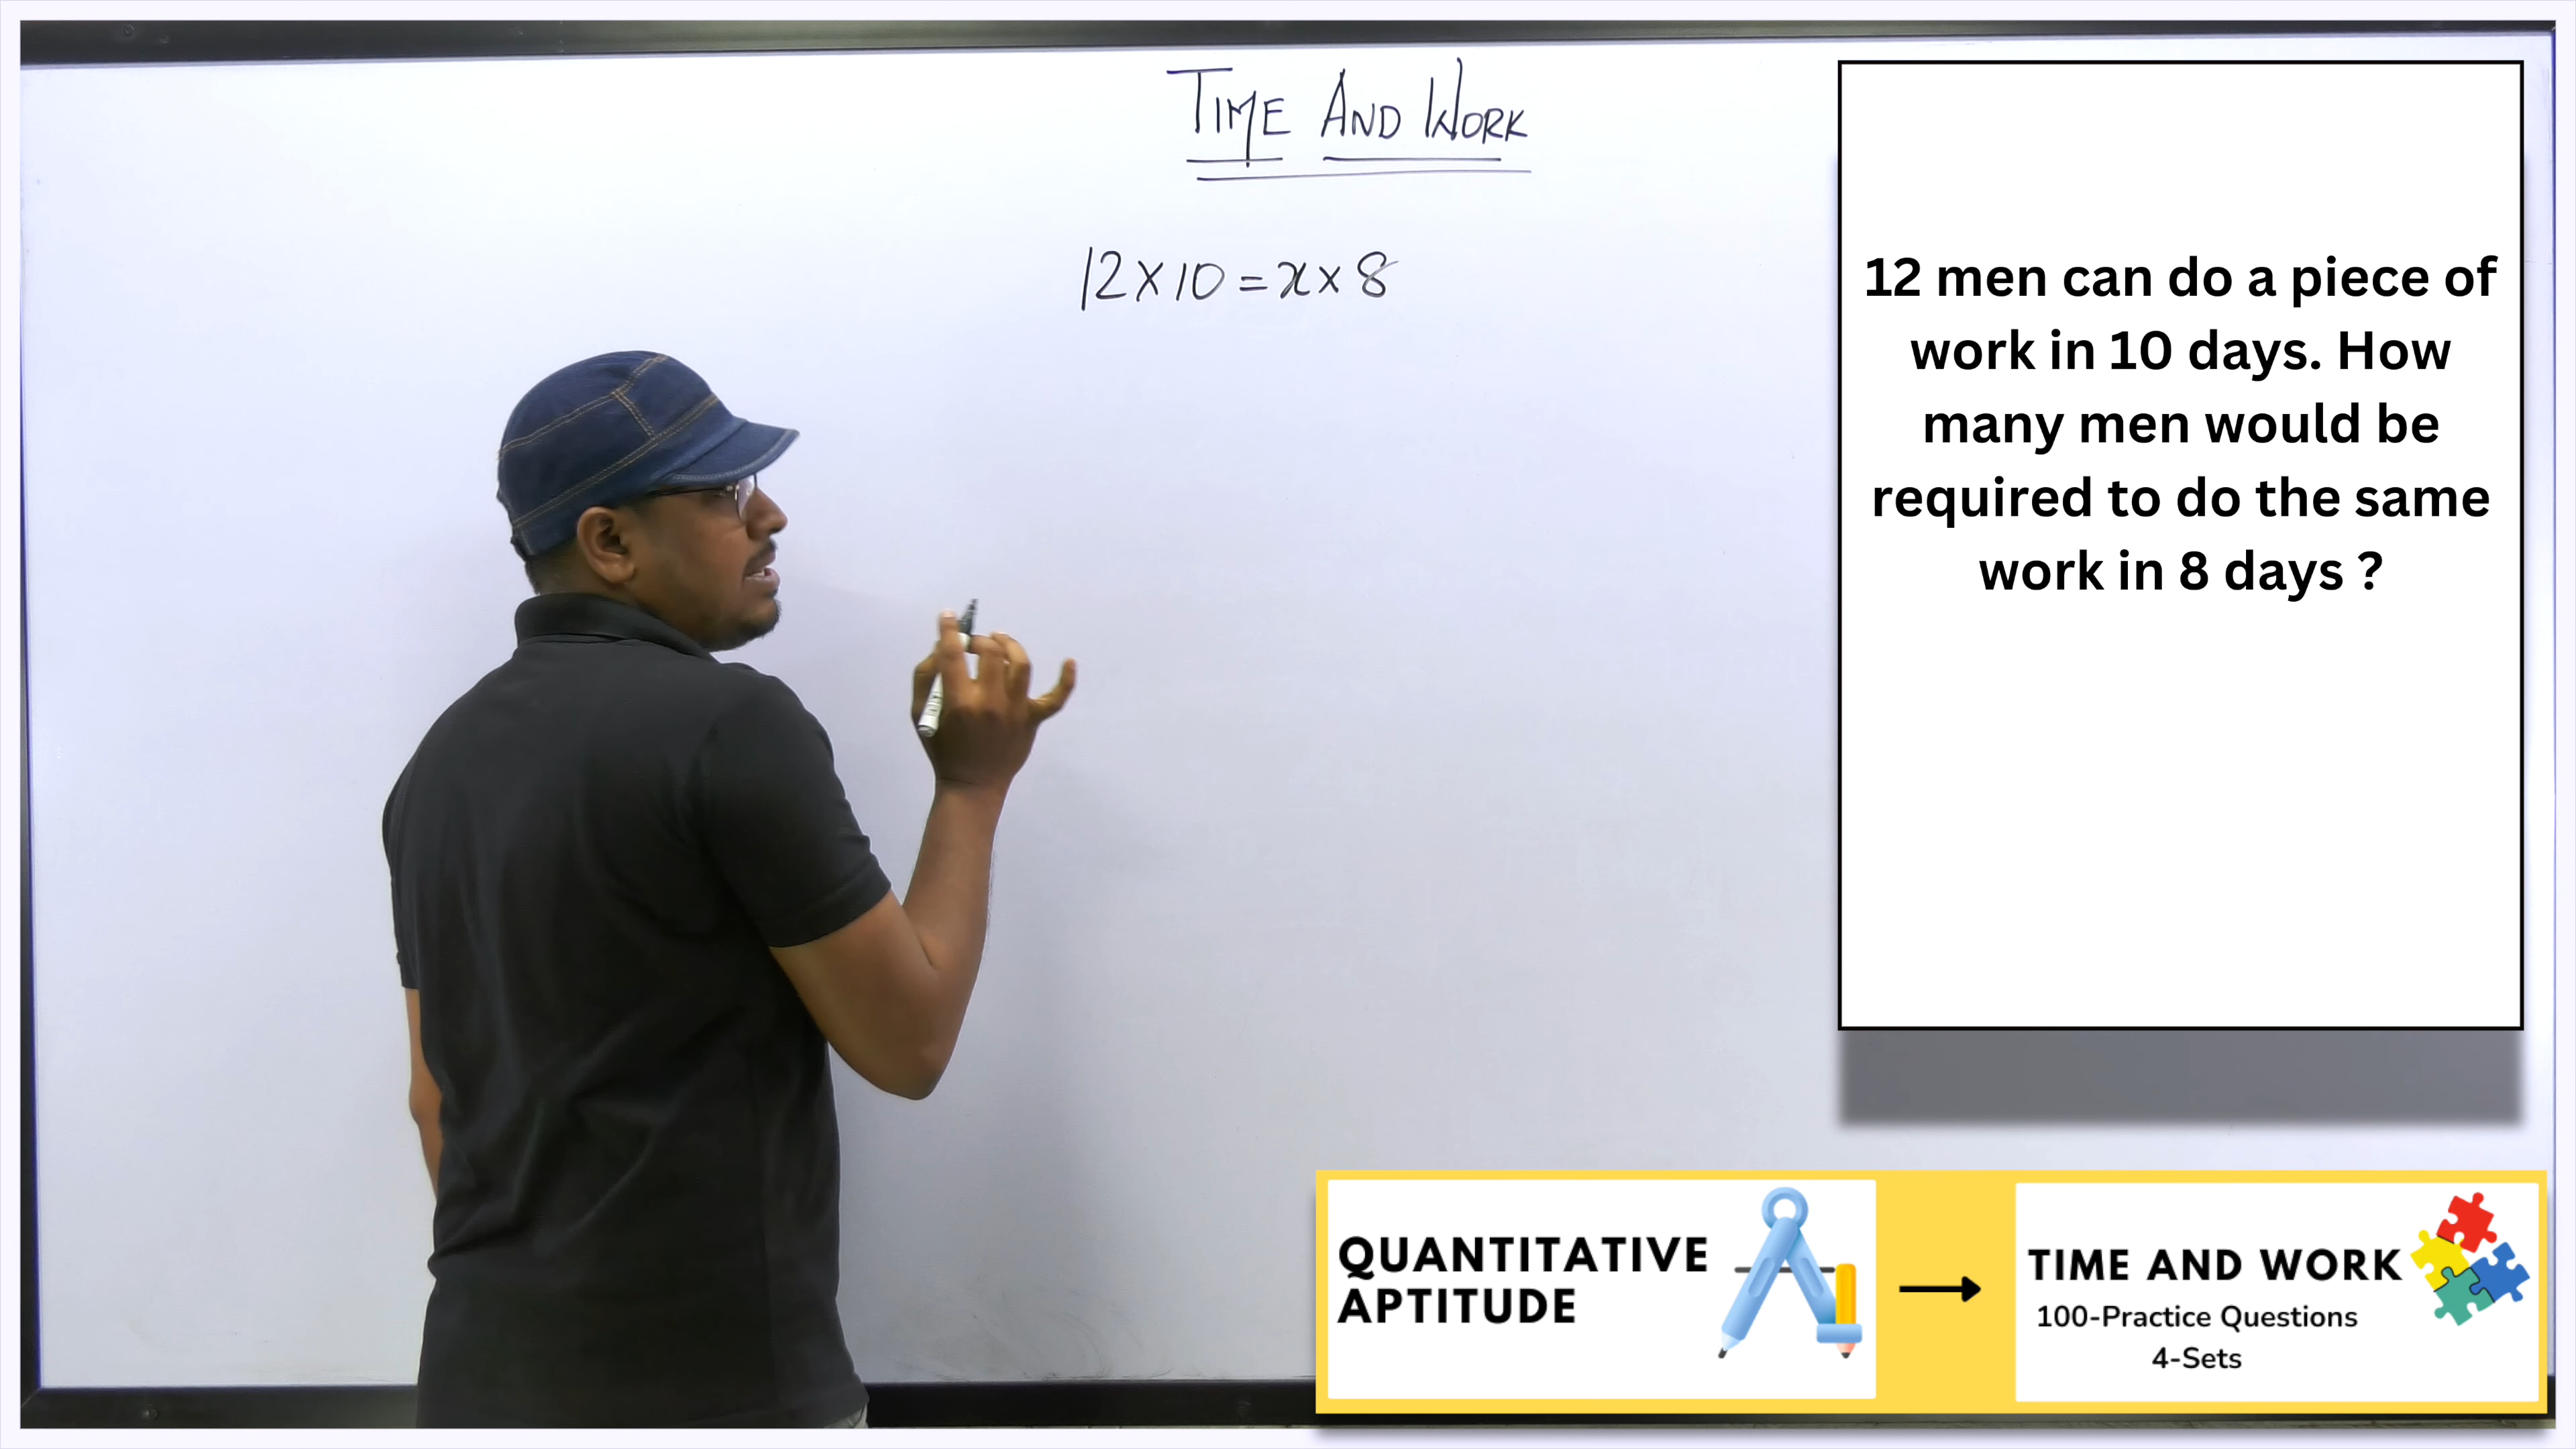 TIME AND WORK
12×10=x×8
12 men can do a piece of
work in 10 days. How
many men would be
required to do the same
work in 8 days ?
QUANTITATIVE
APTITUDE
TIME AND WORK
100-Practice Questions
4-Sets